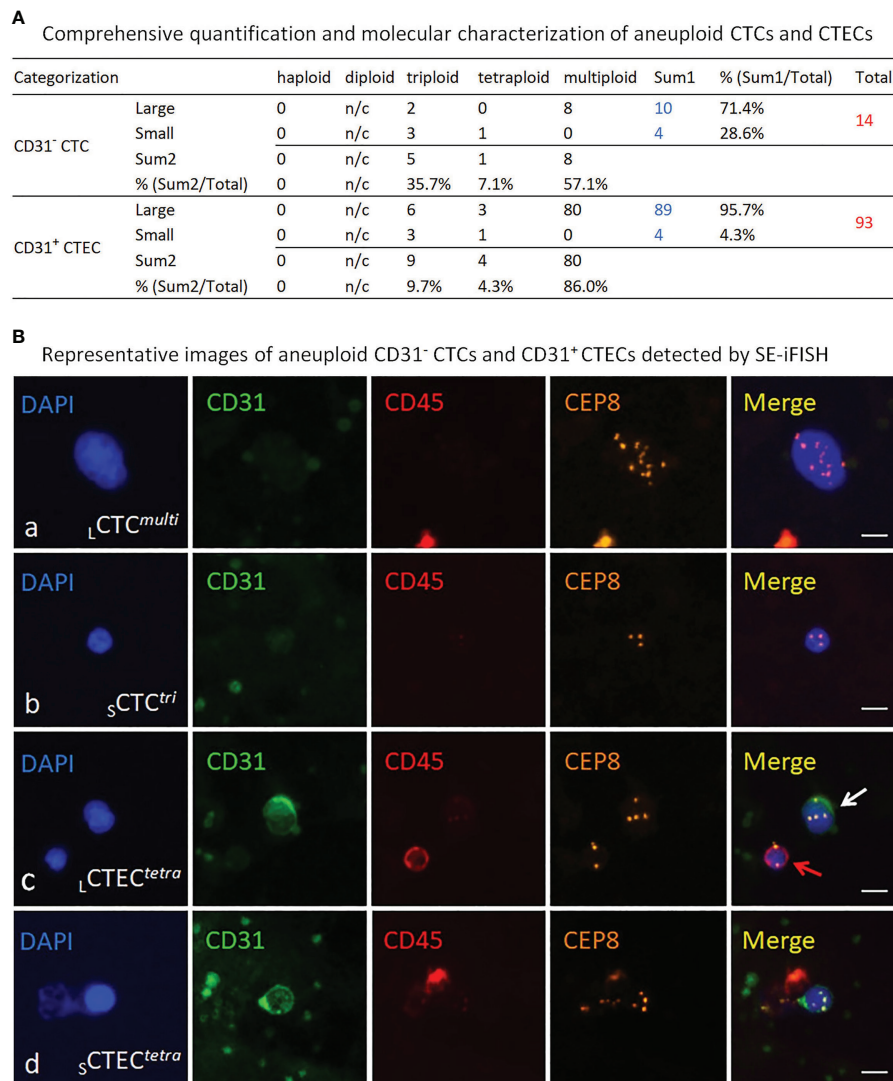 A
Comprehensive quantification and molecular characterization of aneuploid CTCs and CTECs
Categorization haploid diploid triploid tetraploid multiploid Sum1 % (Sum1/Total) Total
CD31⁻ CTC
Large 0 n/c 2 0 8 10 71.4%
14
Small 0 n/c 3 1 0 4 28.6%
Sum2 0 n/c 5 1 8
% (Sum2/Total) 0 n/c 35.7% 7.1% 57.1%
CD31⁺ CTEC
Large 0 n/c 6 3 80 89 95.7%
93
Small 0 n/c 3 1 0 4 4.3%
Sum2 0 n/c 9 4 80
% (Sum2/Total) 0 n/c 9.7% 4.3% 86.0%
B
Representative images of aneuploid CD31⁻ CTCs and CD31⁺ CTECs detected by SE-iFISH
DAPI CD31 CD45 CEP8 Merge
a LCTCmulti
DAPI CD31 CD45 CEP8 Merge
b SCTCtri
DAPI CD31 CD45 CEP8 Merge
c LCTECtetra
DAPI CD31 CD45 CEP8 Merge
d SCTECtetra